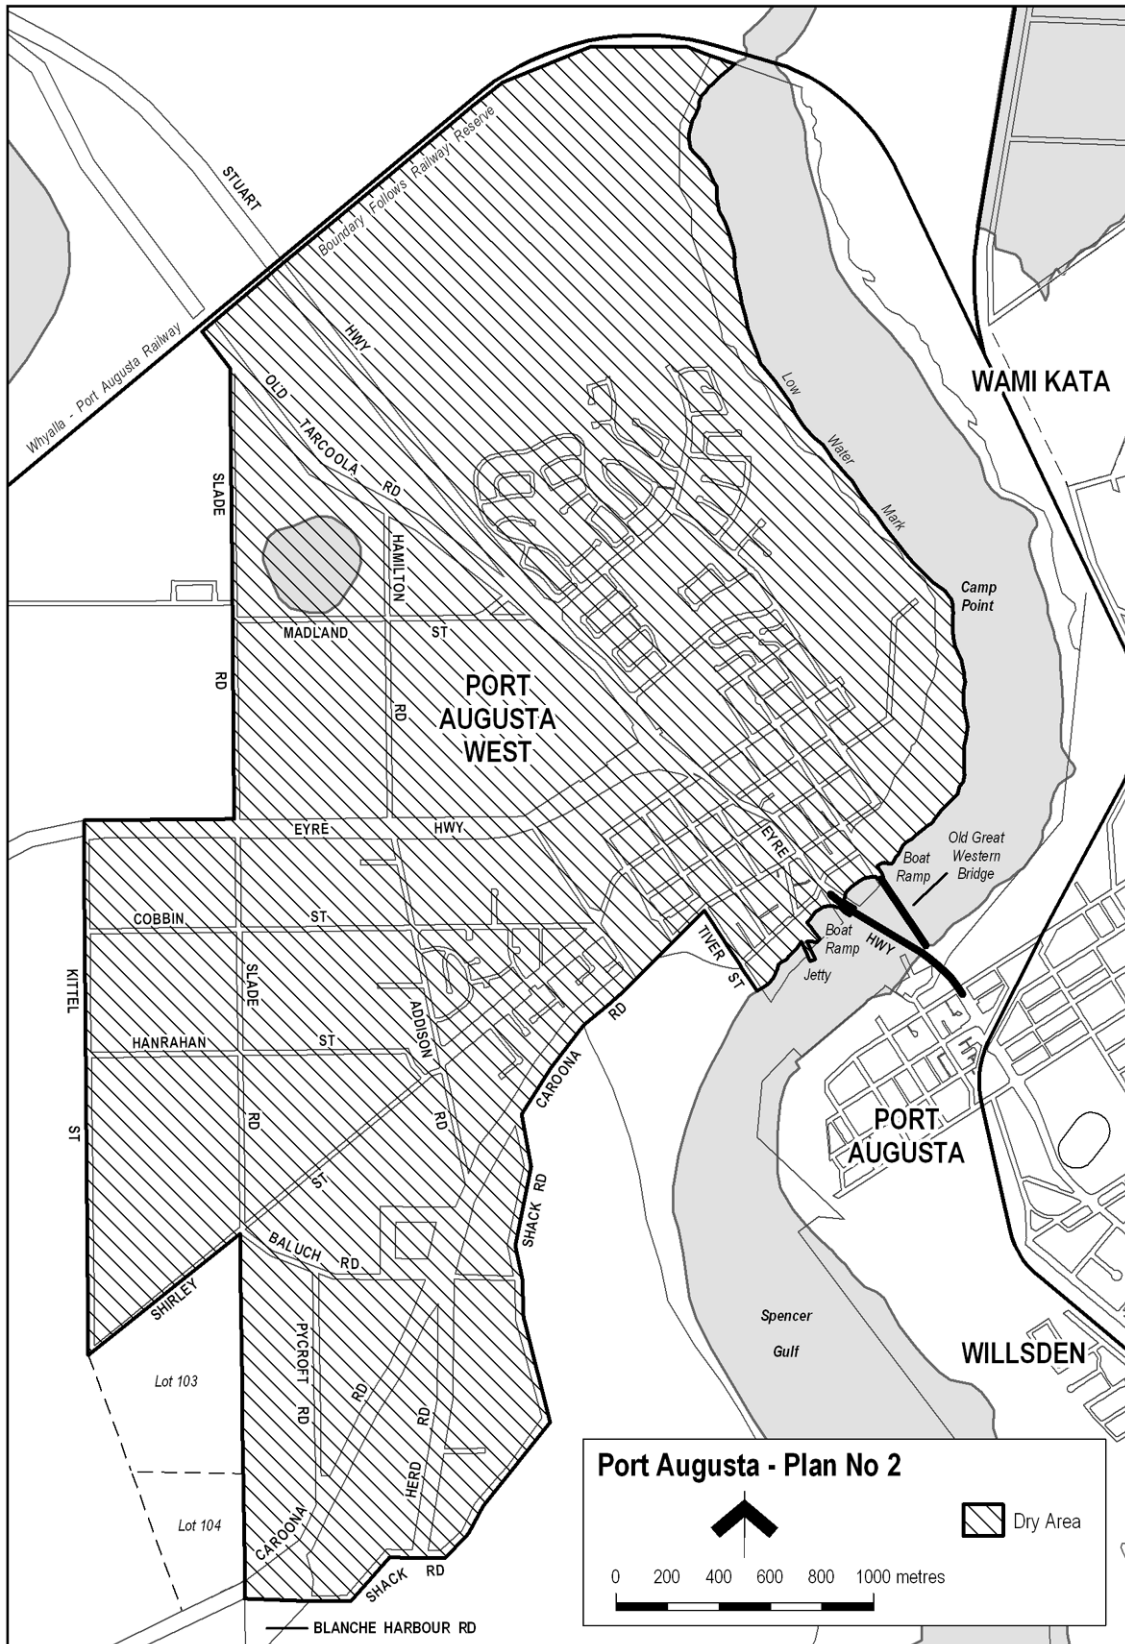 STUART
HWY
Boundary Follows Railway Reserve
Whyalla - Port Augusta Railway
OLD
TARCOOLA
RD
SLADE
RD
HAMILTON
RD
MADLAND
ST
Low
Water
Mark
WAMI KATA
Camp
Point
PORT
AUGUSTA
WEST
EYRE
HWY
EYRE
HWY
Old Great
Western
Bridge
Boat
Ramp
Boat
Ramp
Jetty
TIVER
ST
COBBIN
ST
KITTEL
ST
SLADE
RD
ADDISON
RD
HANRAHAN
ST
CAROONA
RD
PORT
AUGUSTA
SHACK RD
SHIRLEY
ST
BALUCH
RD
PYCROFT
RD
Lot 103
Lot 104
CAROONA
RD
HERD
RD
SHACK
RD
BLANCHE HARBOUR RD
Spencer
Gulf
WILLSDEN
Port Augusta - Plan No 2
Dry Area
0 200 400 600 800 1000 metres